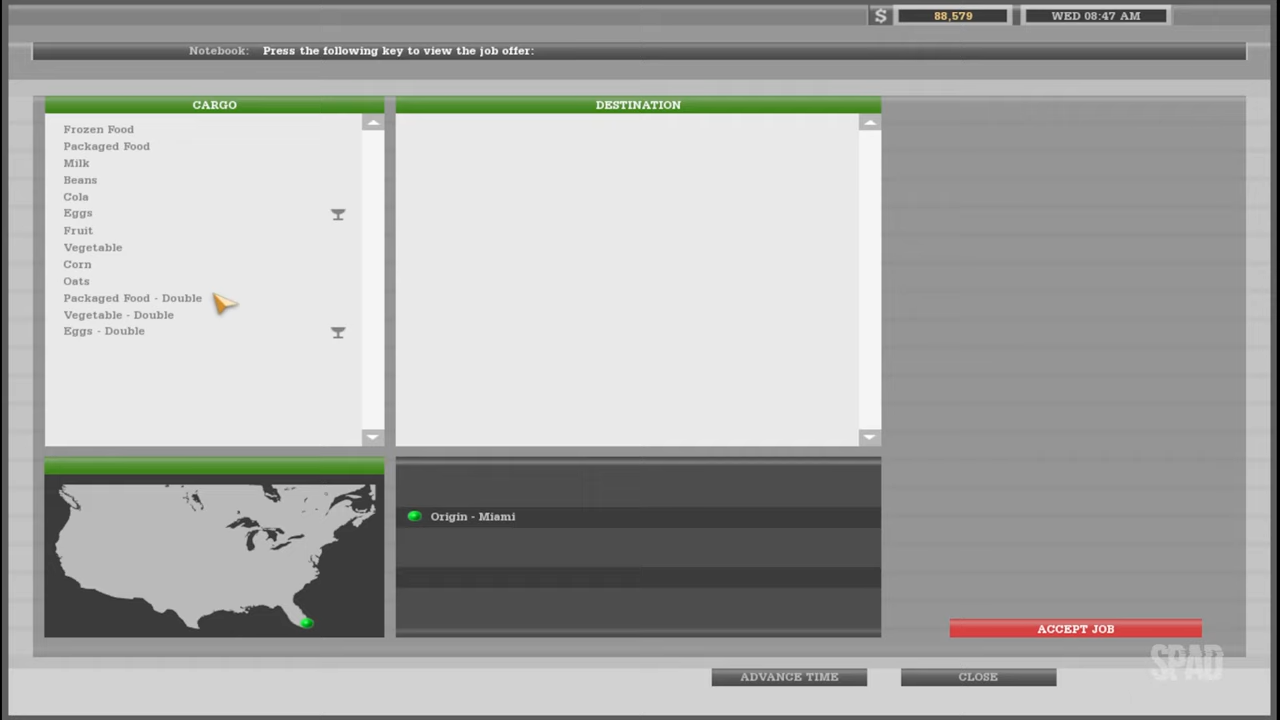 $ 88,579 WED 08:47 AM
Notebook: Press the following key to view the job offer:
CARGO
Frozen Food
Packaged Food
Milk
Beans
Cola
Eggs
Fruit
Vegetable
Corn
Oats
Packaged Food - Double
Vegetable - Double
Eggs - Double
DESTINATION
Origin - Miami
ACCEPT JOB
SPAD
ADVANCE TIME
CLOSE